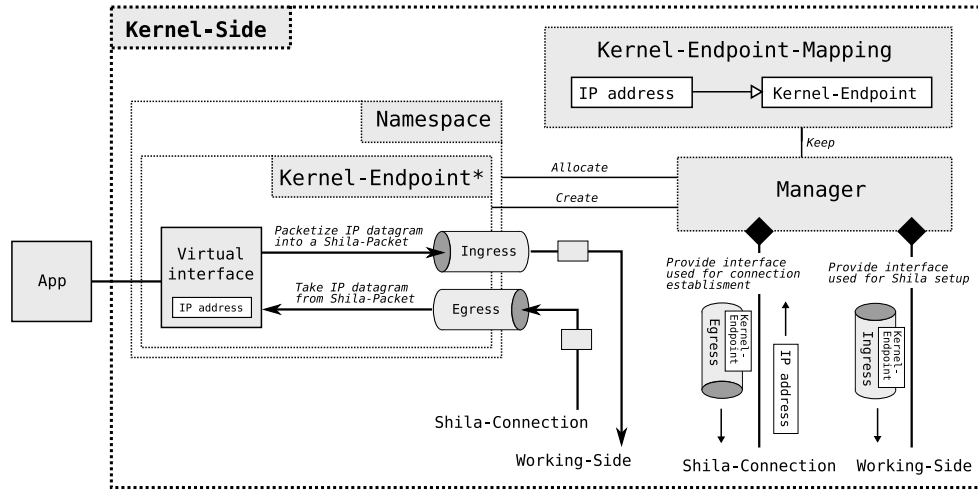 Kernel-Side
Kernel-Endpoint-Mapping
IP address
Kernel-Endpoint
Keep
Namespace
Kernel-Endpoint*
Allocate
Create
Manager
App
Virtual
interface
IP address
Packetize IP datagram
into a Shila-Packet
Ingress
Take IP datagram
from Shila-Packet
Egress
Shila-Connection
Working-Side
Provide interface
used for connection
establisment
Egress
Kernel-
Endpoint
IP address
Shila-Connection
Provide interface
used for Shila setup
Ingress
Kernel-
Endpoint
Working-Side